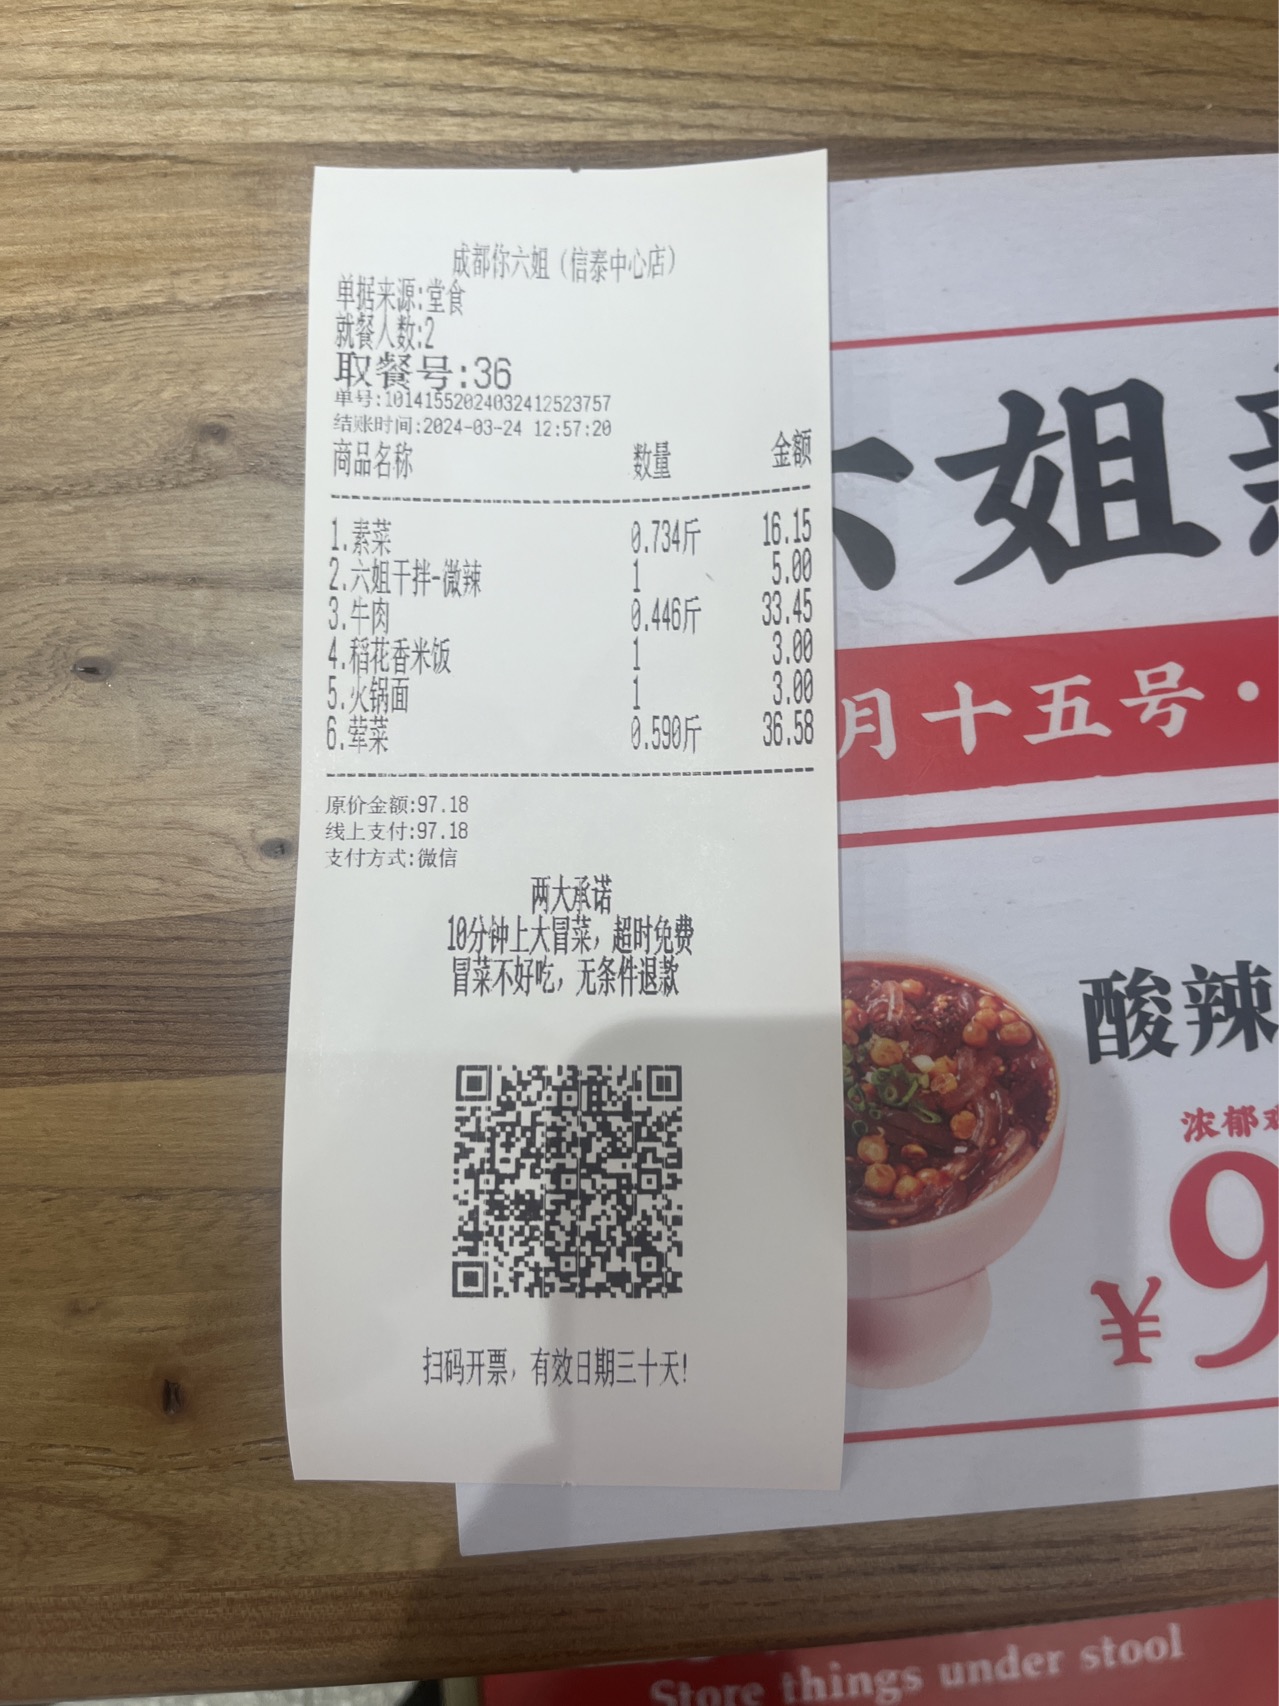 成都你六姐（信泰中心店）
单据来源:堂食
就餐人数:2
取餐号:36
单号:10141552024032412523757
结账时间:2024-03-24 12:57:20
商品名称 数量 金额
1.素菜 0.734斤 16.15
2.六姐干拌-微辣 1 5.00
3.牛肉 0.446斤 33.45
4.稻花香米饭 1 3.00
5.火锅面 1 3.00
6.荤菜 0.590斤 36.58
原价金额:97.18
线上支付:97.18
支付方式:微信
两大承诺
10分钟上大冒菜，超时免费
冒菜不好吃，无条件退款
扫码开票，有效日期三十天!
六姐
月十五号·
酸辣
浓郁
¥9
Store things under stool